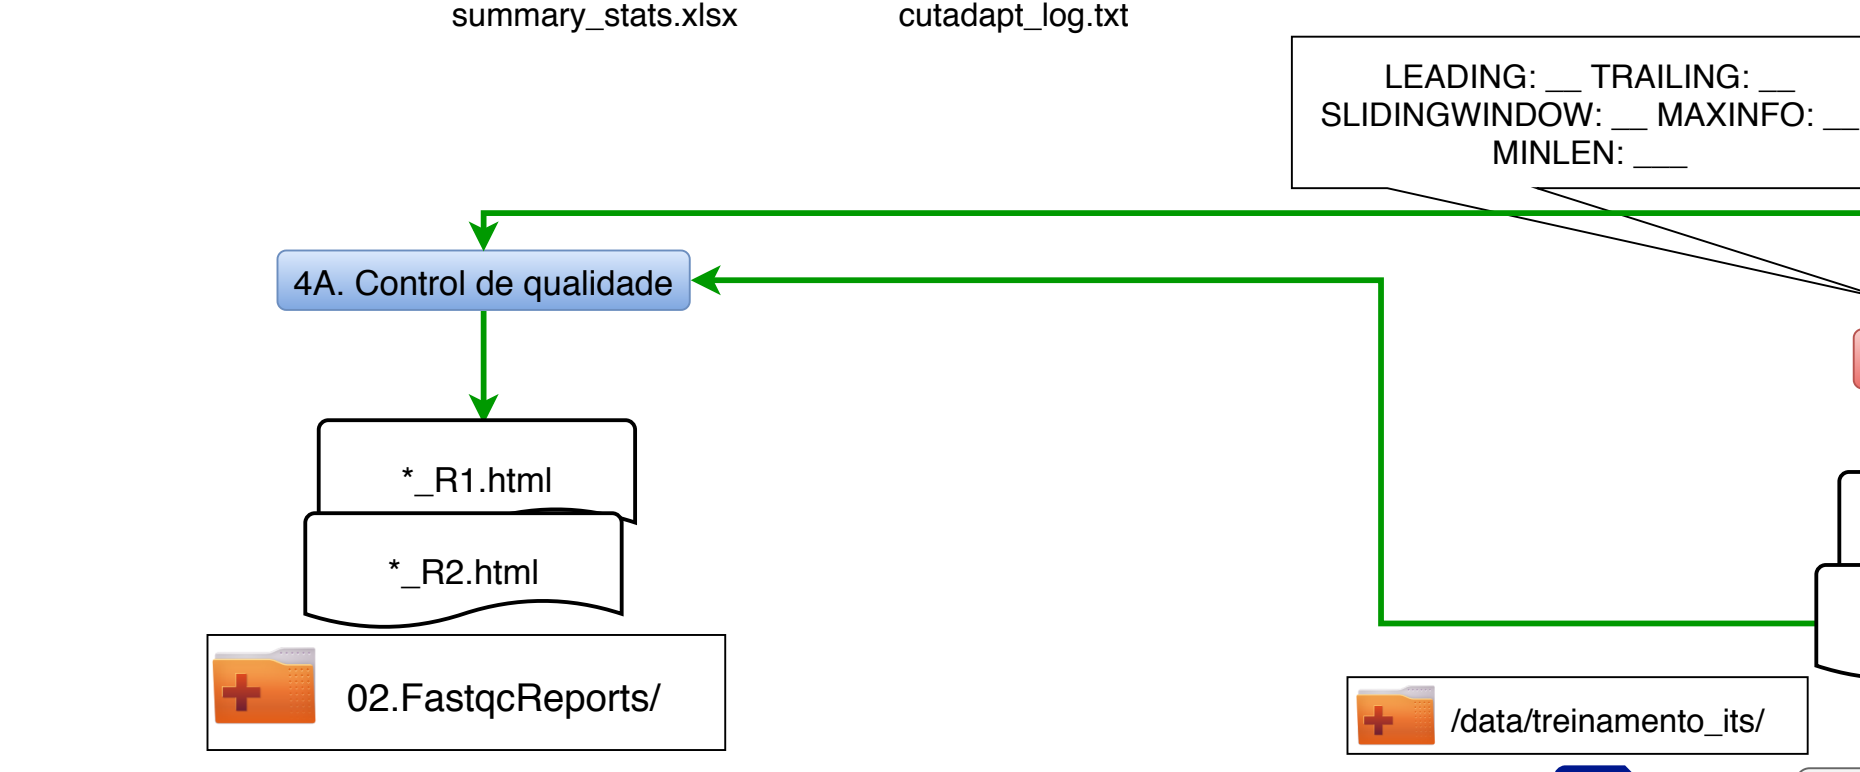 summary_stats.xlsx
cutadapt_log.txt
LEADING: __ TRAILING: __
SLIDINGWINDOW: __ MAXINFO: __
MINLEN: ___
4A. Control de qualidade
*_R1.html
*_R2.html
02.FastqcReports/
/data/treinamento_its/